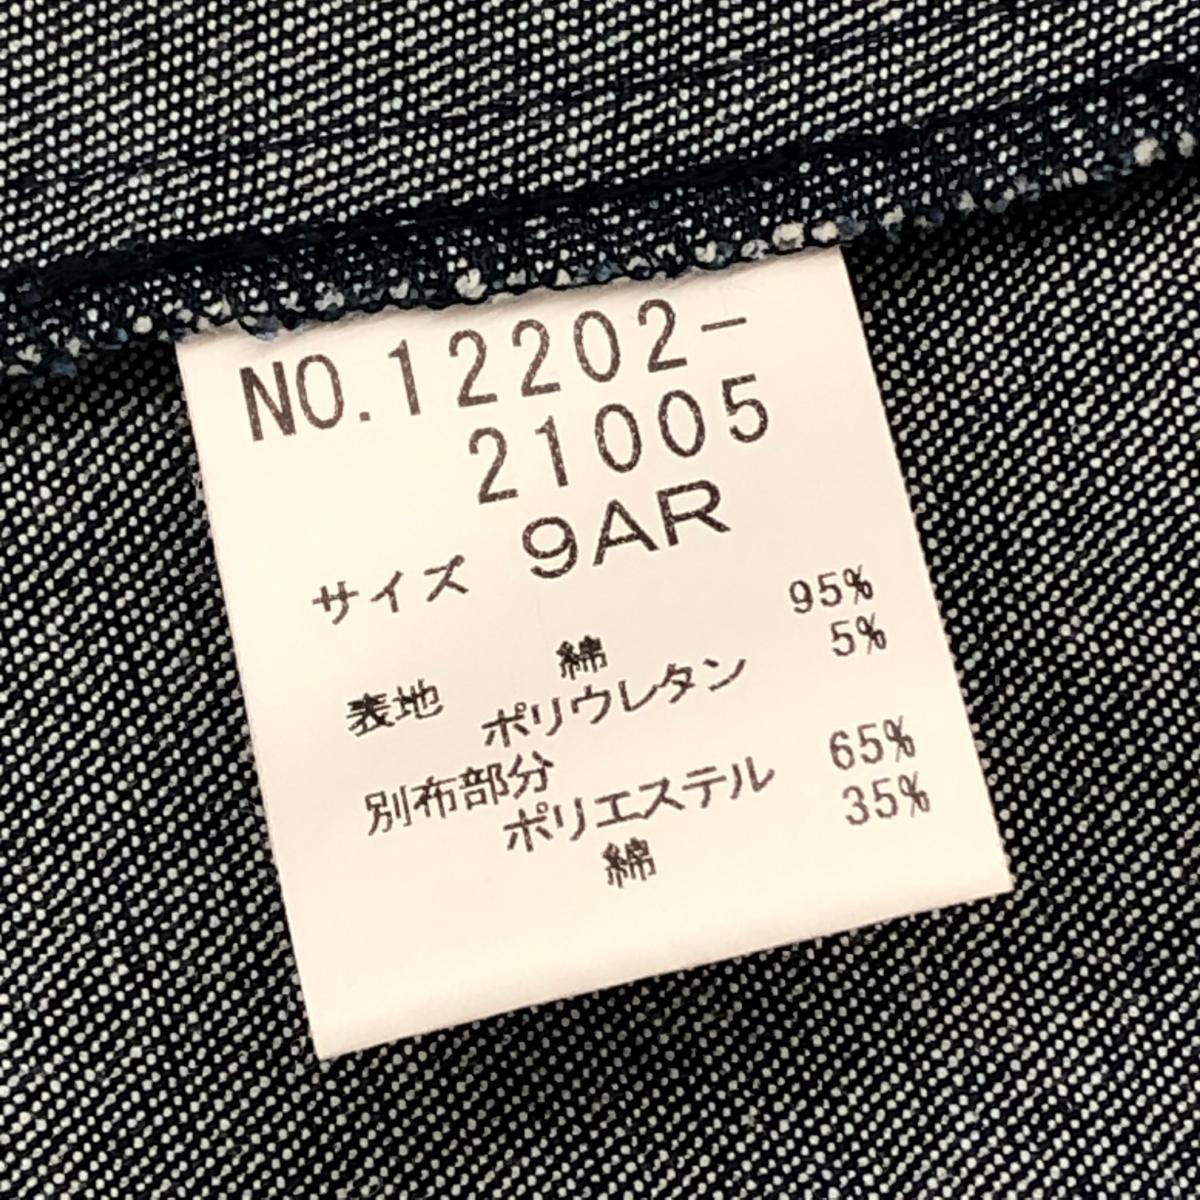 NO.12202-
21005
サイズ 9AR
表地 綿 95%
ポリウレタン 5%
別布部分
ポリエステル 65%
綿 35%